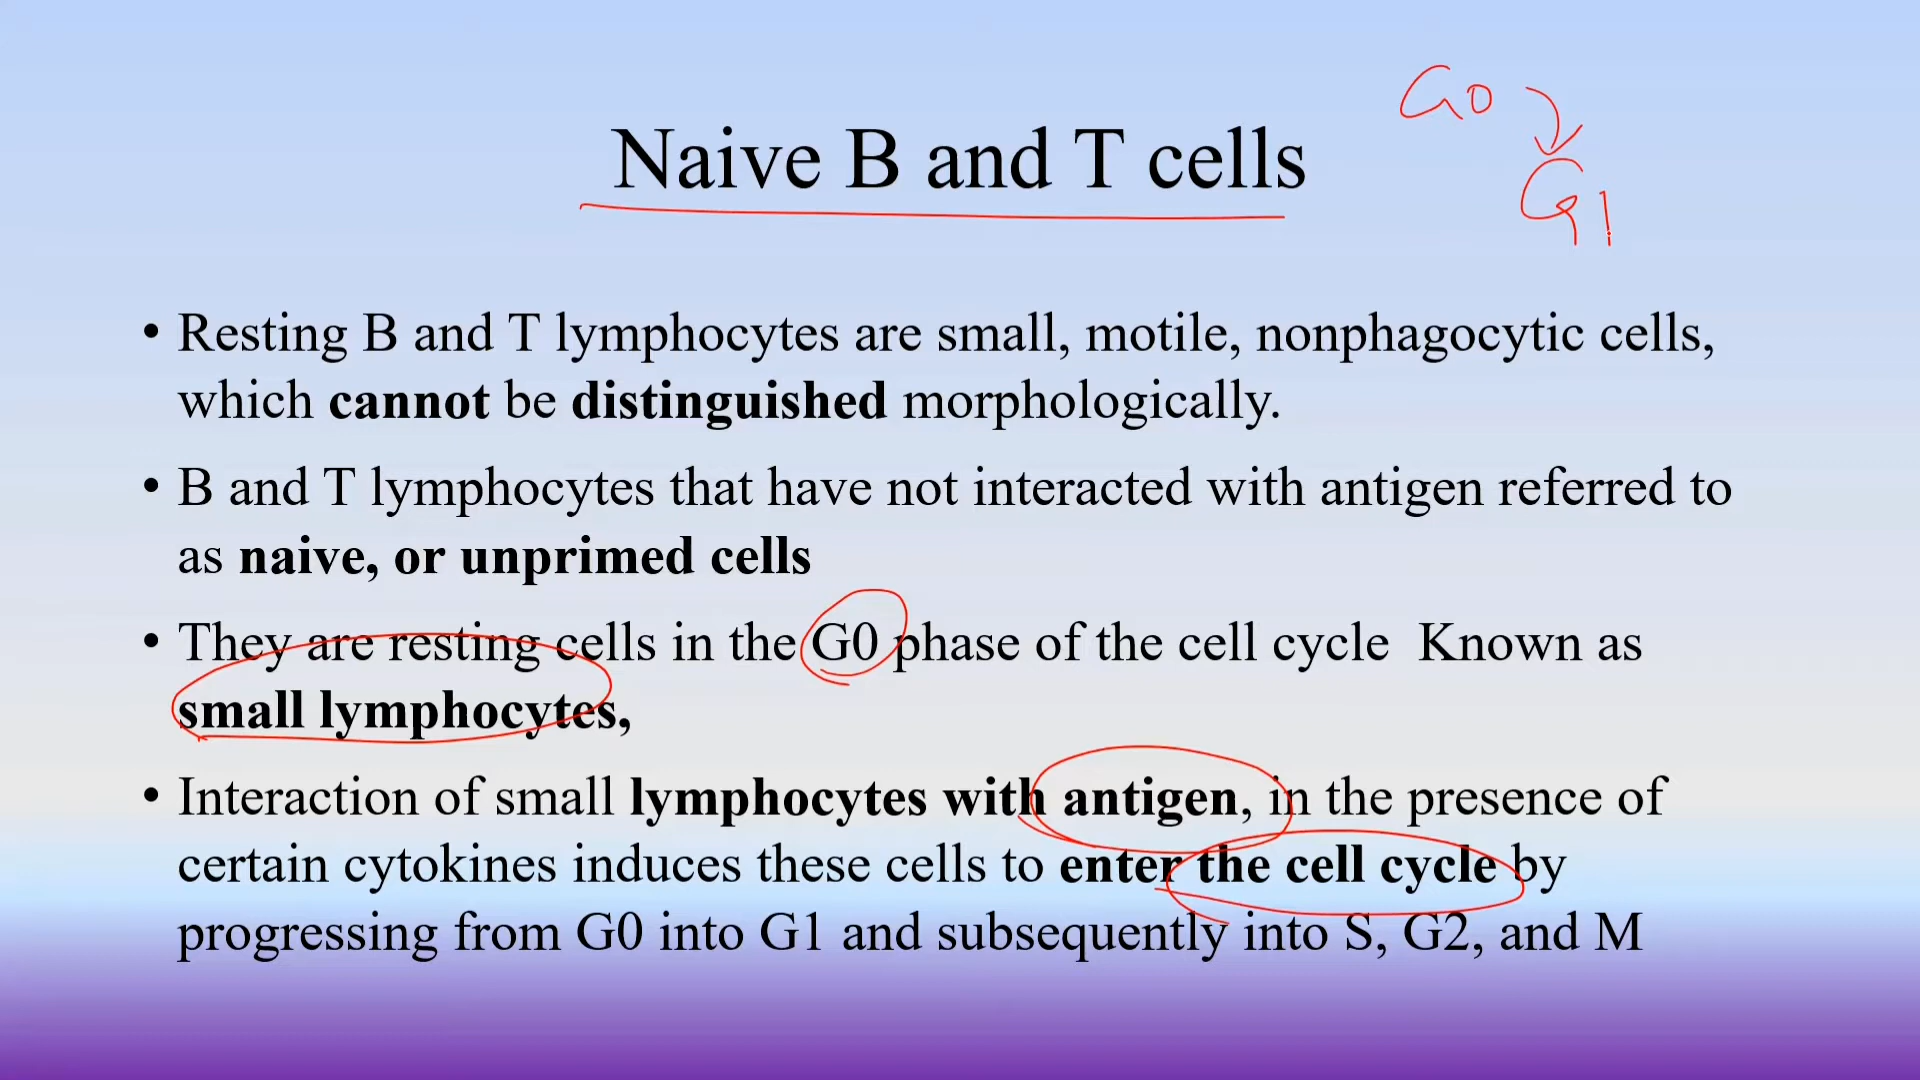 G0
G1
Naive B and T cells
• Resting B and T lymphocytes are small, motile, nonphagocytic cells,
which cannot be distinguished morphologically.
• B and T lymphocytes that have not interacted with antigen referred to
as naive, or unprimed cells
• They are resting cells in the G0 phase of the cell cycle  Known as
small lymphocytes,
• Interaction of small lymphocytes with antigen, in the presence of
certain cytokines induces these cells to enter the cell cycle by
progressing from G0 into G1 and subsequently into S, G2, and M